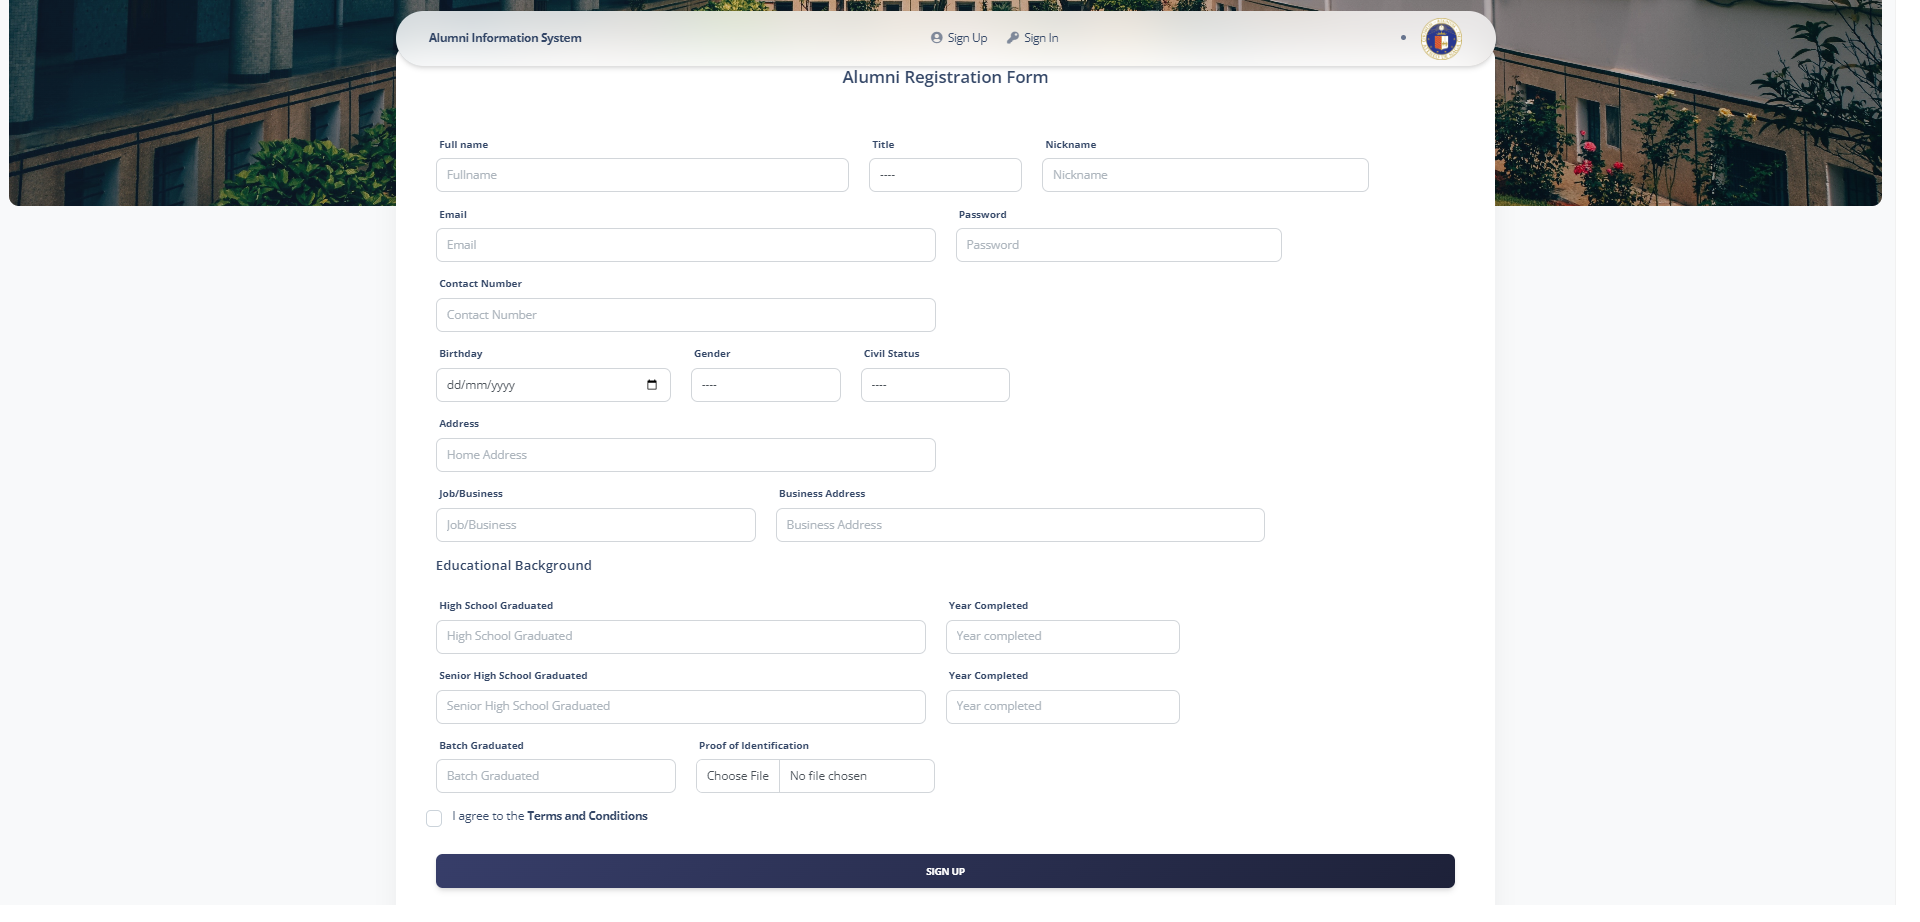 Alumni Information System Sign Up Sign In
Alumni Registration Form
Full name Title Nickname
Fullname ---- Nickname
Email Password
Email Password
Contact Number
Contact Number
Birthday Gender Civil Status
dd/mm/yyyy ---- ----
Address
Home Address
Job/Business Business Address
Job/Business Business Address
Educational Background
High School Graduated Year Completed
High School Graduated Year completed
Senior High School Graduated Year Completed
Senior High School Graduated Year completed
Batch Graduated Proof of Identification
Batch Graduated Choose File No file chosen
I agree to the Terms and Conditions
SIGN UP